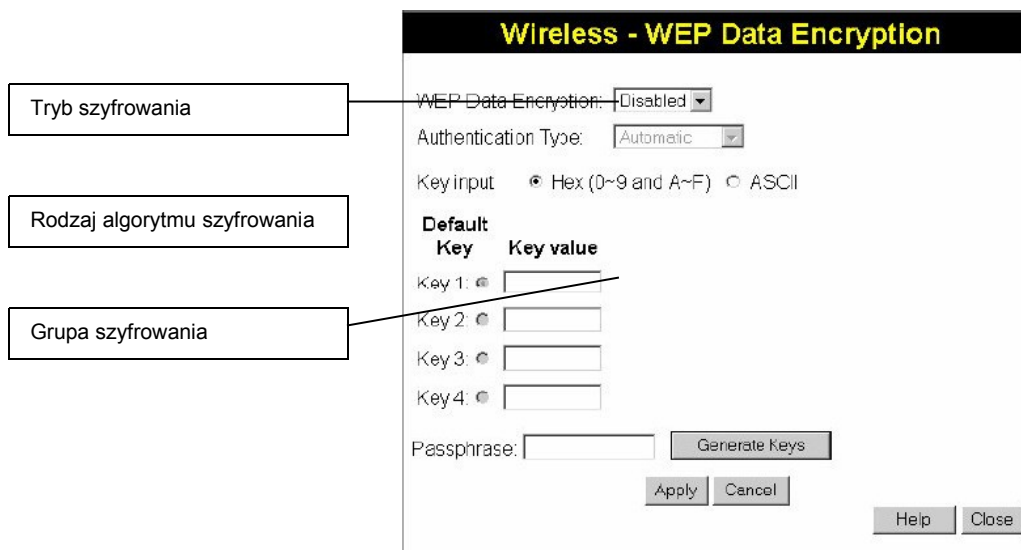 Wireless - WEP Data Encryption
Tryb szyfrowania
WEP Data Encryption: Disabled
Authentication Type: Automatic
Key input Hex (0~9 and A~F) ASCII
Rodzaj algorytmu szyfrowania
Default
Key Key value
Key 1:
Grupa szyfrowania
Key 2:
Key 3:
Key 4:
Passphrase: Generate Keys
Apply Cancel
Help Close